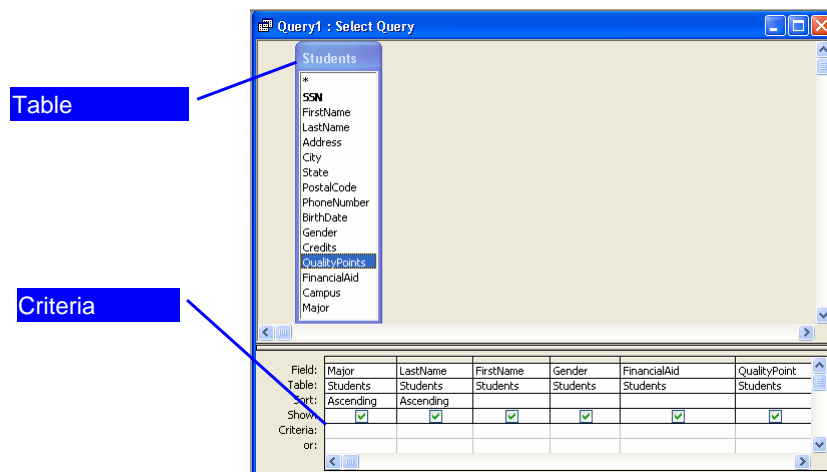 Query1 : Select Query
Students
Table
*
SSN
FirstName
LastName
Address
City
State
PostalCode
PhoneNumber
BirthDate
Gender
Credits
QualityPoints
FinancialAid
Campus
Major
Criteria
Field: Major LastName FirstName Gender FinancialAid QualityPoint
Table: Students Students Students Students Students Students
Sort: Ascending Ascending
Show:
Criteria:
or: